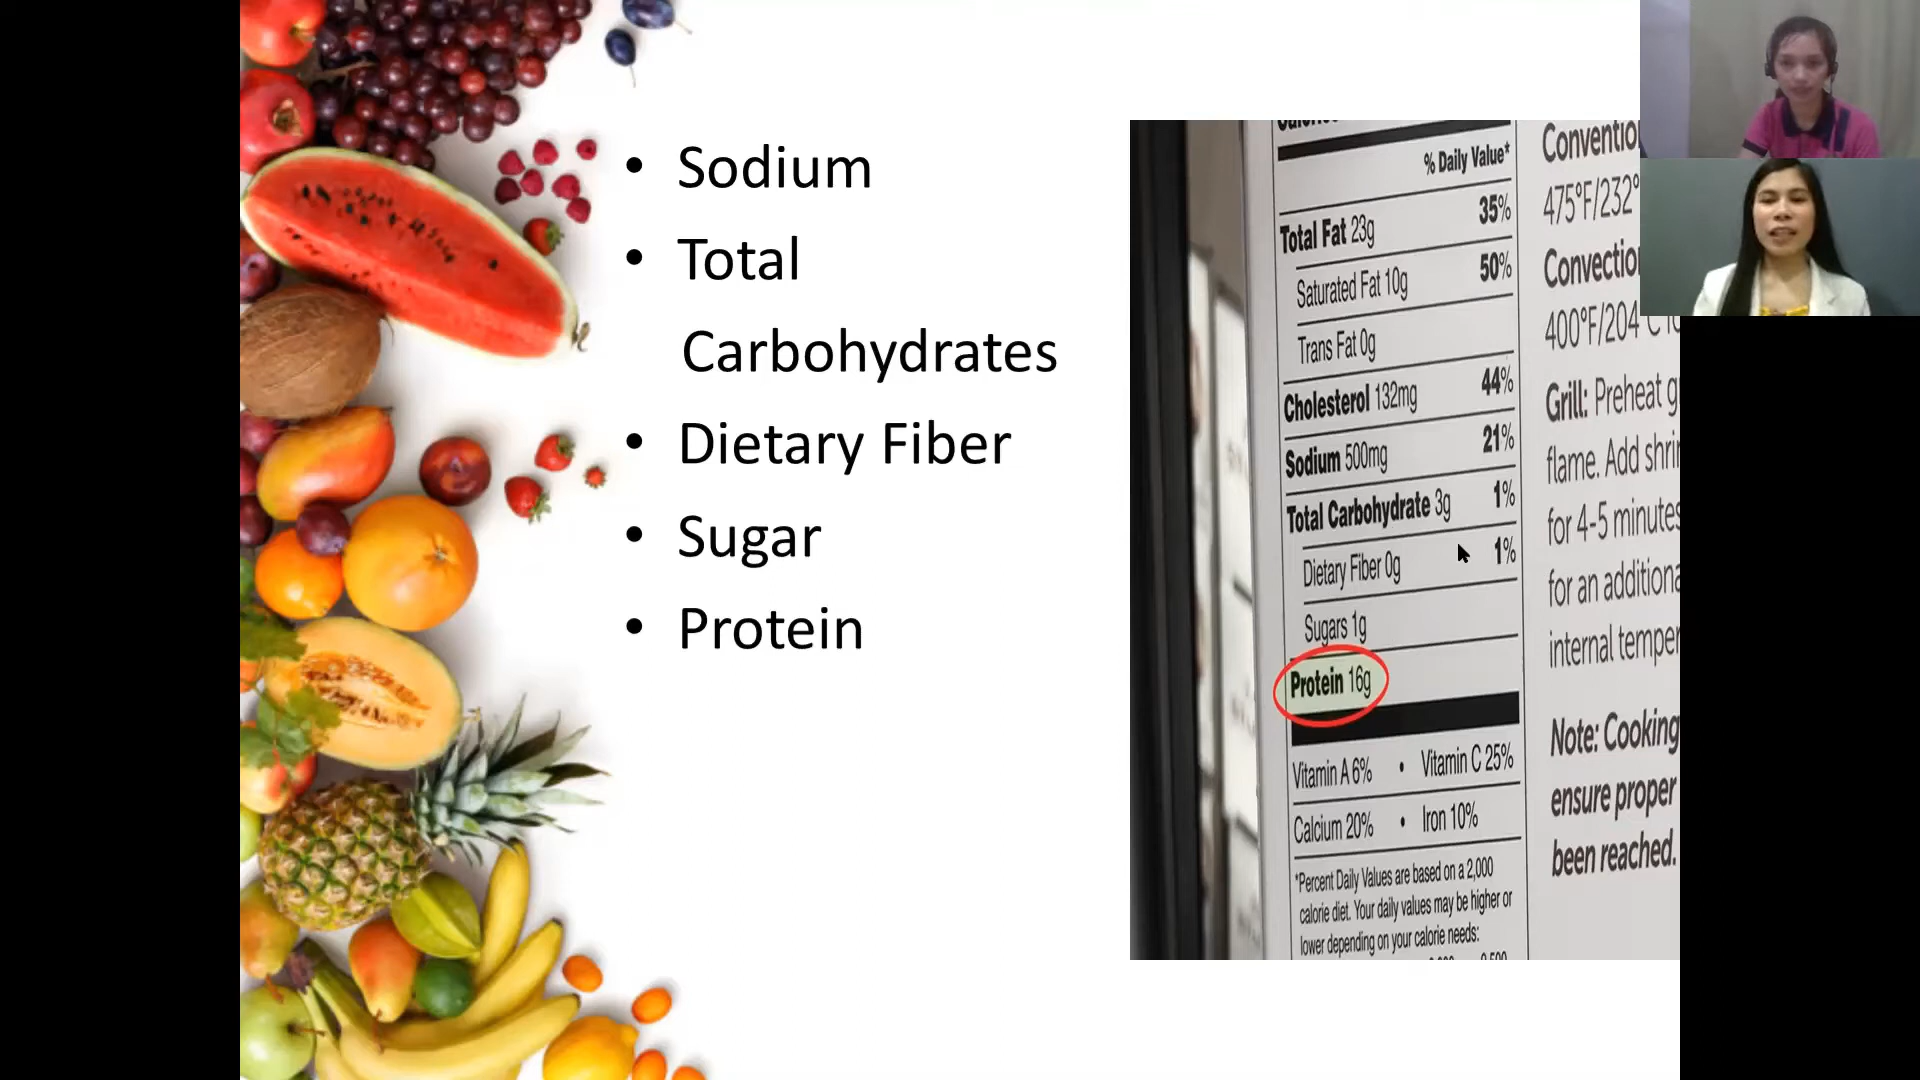 • Sodium
• Total
Carbohydrates
• Dietary Fiber
• Sugar
• Protein
% Daily Value*
Total Fat 23g 35%
Saturated Fat 10g 50%
Trans Fat 0g
Cholesterol 132mg 44%
Sodium 500mg 21%
Total Carbohydrate 3g 1%
Dietary Fiber 0g 1%
Sugars 1g
Protein 16g
Vitamin A 6% • Vitamin C 25%
Calcium 20% • Iron 10%
*Percent Daily Values are based on a 2,000
calorie diet. Your daily values may be higher or
lower depending on your calorie needs:
Conventio
475°F/232°
Convectio
400°F/204°C
Grill: Preheat g
flame. Add shri
for 4-5 minutes
for an additiona
internal temper
Note: Cooking
ensure proper
been reached.